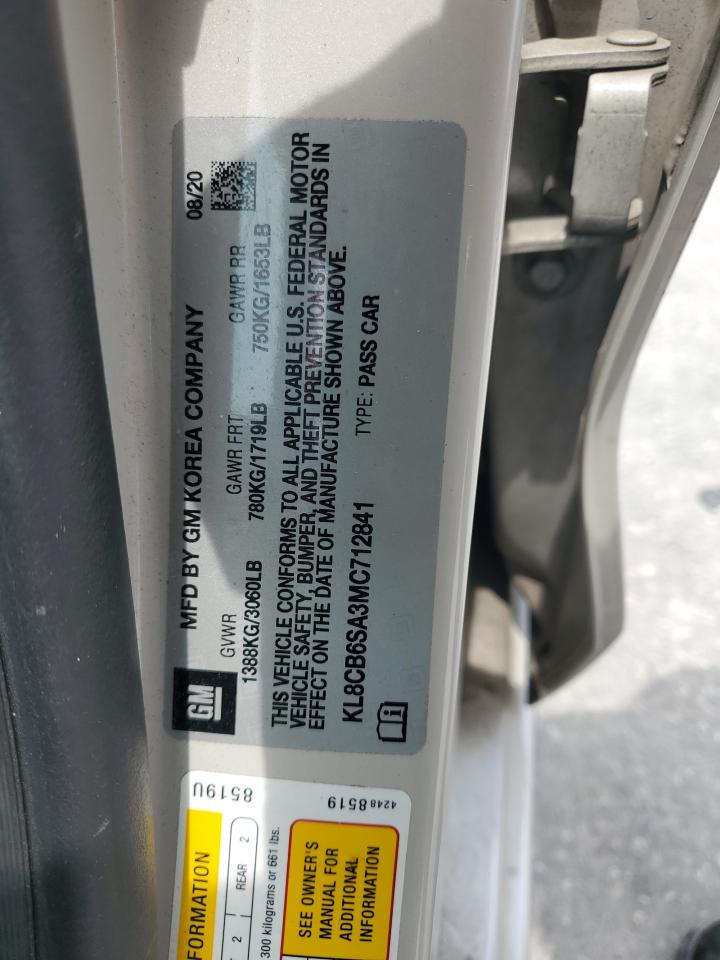 GM
MFD BY GM KOREA COMPANY 08/20
GVWR GAWR FRT GAWR RR
1388KG/3060LB 780KG/1719LB 750KG/1653LB
THIS VEHICLE CONFORMS TO ALL APPLICABLE U.S. FEDERAL MOTOR
VEHICLE SAFETY, BUMPER, AND THEFT PREVENTION STANDARDS IN
EFFECT ON THE DATE OF MANUFACTURE SHOWN ABOVE.
KL8CB6SA3MC712841 TYPE: PASS CAR
8519U
4248 8519
FORMATION
2 REAR 2
300 kilograms or 661 lbs.
SEE OWNER'S
MANUAL FOR
ADDITIONAL
INFORMATION